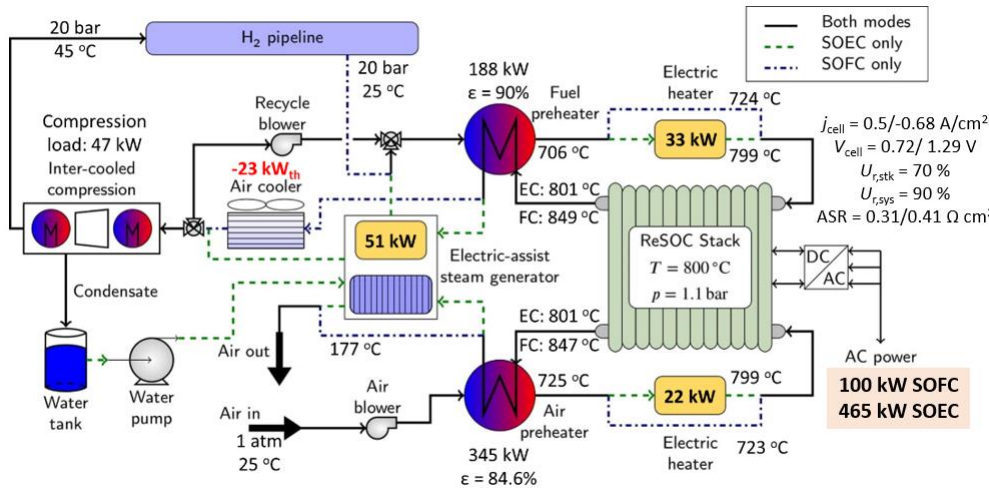 20 bar
45 °C
H₂ pipeline
20 bar
25 °C
188 kW
ε = 90%
Fuel
preheater
Electric
heater
724 °C
33 kW
706 °C
799 °C
Both modes
SOEC only
SOFC only
j_cell = 0.5/-0.68 A/cm²
V_cell = 0.72/ 1.29 V
U_r,stk = 70 %
U_r,sys = 90 %
ASR = 0.31/0.41 Ω cm²
Compression
load: 47 kW
Inter-cooled
compression
Recycle
blower
-23 kW_th
Air cooler
M
M
51 kW
Electric-assist
steam generator
EC: 801 °C
FC: 849 °C
ReSOC Stack
T = 800 °C
p = 1.1 bar
DC
AC
EC: 801 °C
FC: 847 °C
Condensate
Water
tank
Water
pump
Air out
177 °C
Air in
1 atm
25 °C
Air
blower
725 °C
Air
preheater
345 kW
ε = 84.6%
22 kW
799 °C
723 °C
Electric
heater
AC power
100 kW SOFC
465 kW SOEC